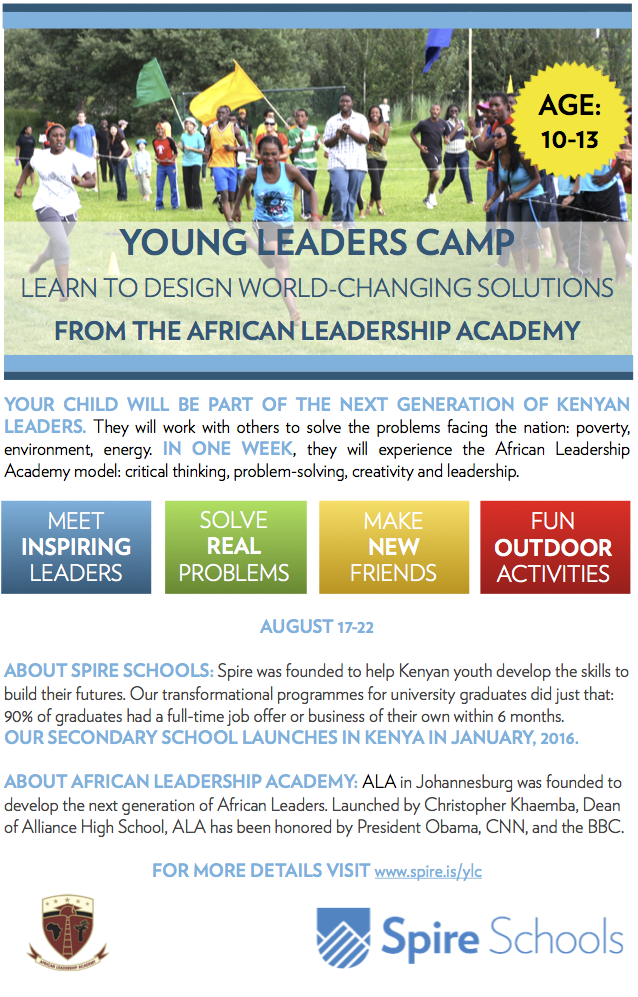 AGE:
10-13
YOUNG LEADERS CAMP
LEARN TO DESIGN WORLD-CHANGING SOLUTIONS
FROM THE AFRICAN LEADERSHIP ACADEMY
YOUR CHILD WILL BE PART OF THE NEXT GENERATION OF KENYAN
LEADERS. They will work with others to solve the problems facing the nation: poverty,
environment, energy. IN ONE WEEK, they will experience the African Leadership
Academy model: critical thinking, problem-solving, creativity and leadership.
MEET
INSPIRING
LEADERS
SOLVE
REAL
PROBLEMS
MAKE
NEW
FRIENDS
FUN
OUTDOOR
ACTIVITIES
AUGUST 17-22
ABOUT SPIRE SCHOOLS: Spire was founded to help Kenyan youth develop the skills to
build their futures. Our transformational programmes for university graduates did just that:
90% of graduates had a full-time job offer or business of their own within 6 months.
OUR SECONDARY SCHOOL LAUNCHES IN KENYA IN JANUARY, 2016.
ABOUT AFRICAN LEADERSHIP ACADEMY: ALA in Johannesburg was founded to
develop the next generation of African Leaders. Launched by Christopher Khaemba, Dean
of Alliance High School, ALA has been honored by President Obama, CNN, and the BBC.
FOR MORE DETAILS VISIT www.spire.is/ylc
AFRICAN LEADERSHIP ACADEMY
Spire Schools